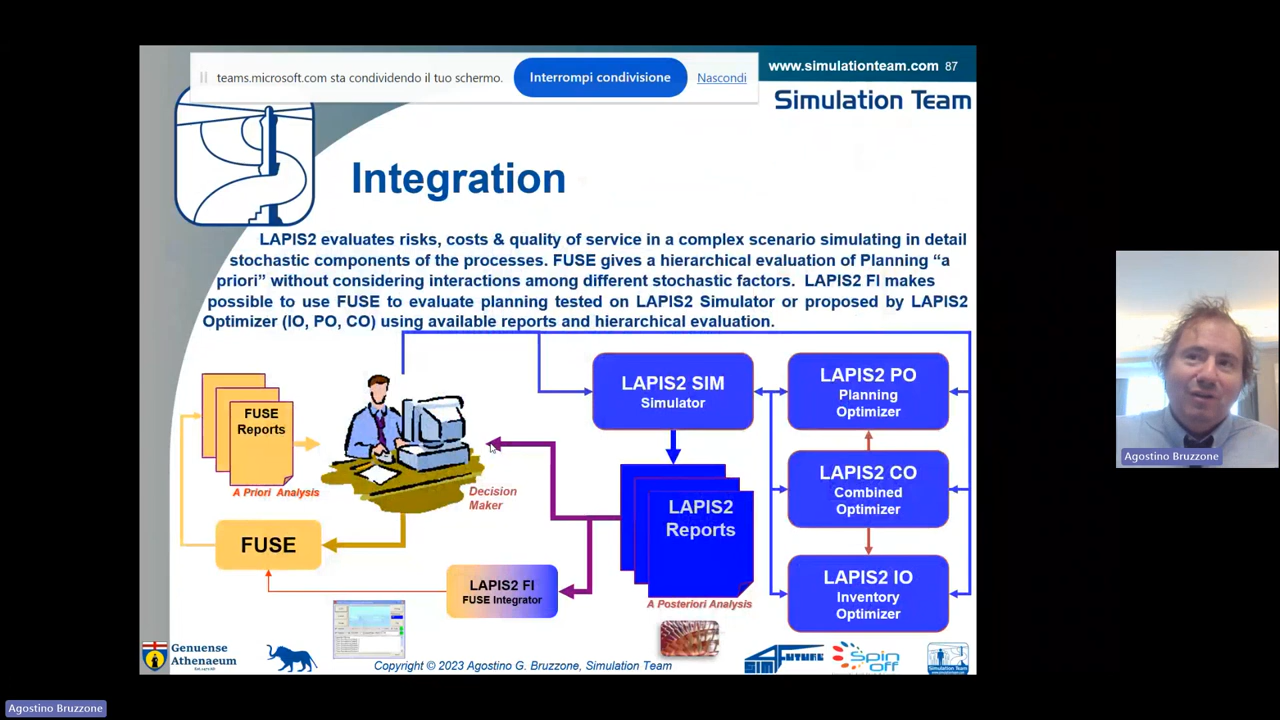 teams.microsoft.com sta condividendo il tuo schermo.
Interrompi condivisione
Nascondi
www.simulationteam.com 87
Simulation Team
Integration
LAPIS2 evaluates risks, costs & quality of service in a complex scenario simulating in detail
stochastic components of the processes. FUSE gives a hierarchical evaluation of Planning “a
priori” without considering interactions among different stochastic factors. LAPIS2 FI makes
possible to use FUSE to evaluate planning tested on LAPIS2 Simulator or proposed by LAPIS2
Optimizer (IO, PO, CO) using available reports and hierarchical evaluation.
FUSE
Reports
A Priori Analysis
Decision
Maker
FUSE
LAPIS2 FI
FUSE Integrator
LAPIS2 SIM
Simulator
LAPIS2
Reports
A Posteriori Analysis
LAPIS2 PO
Planning
Optimizer
LAPIS2 CO
Combined
Optimizer
LAPIS2 IO
Inventory
Optimizer
Genuense
Athenaeum
Copyright © 2023 Agostino G. Bruzzone, Simulation Team
SIM FUTURE
Spin
Off
Simulation Team
Agostino Bruzzone
Agostino Bruzzone